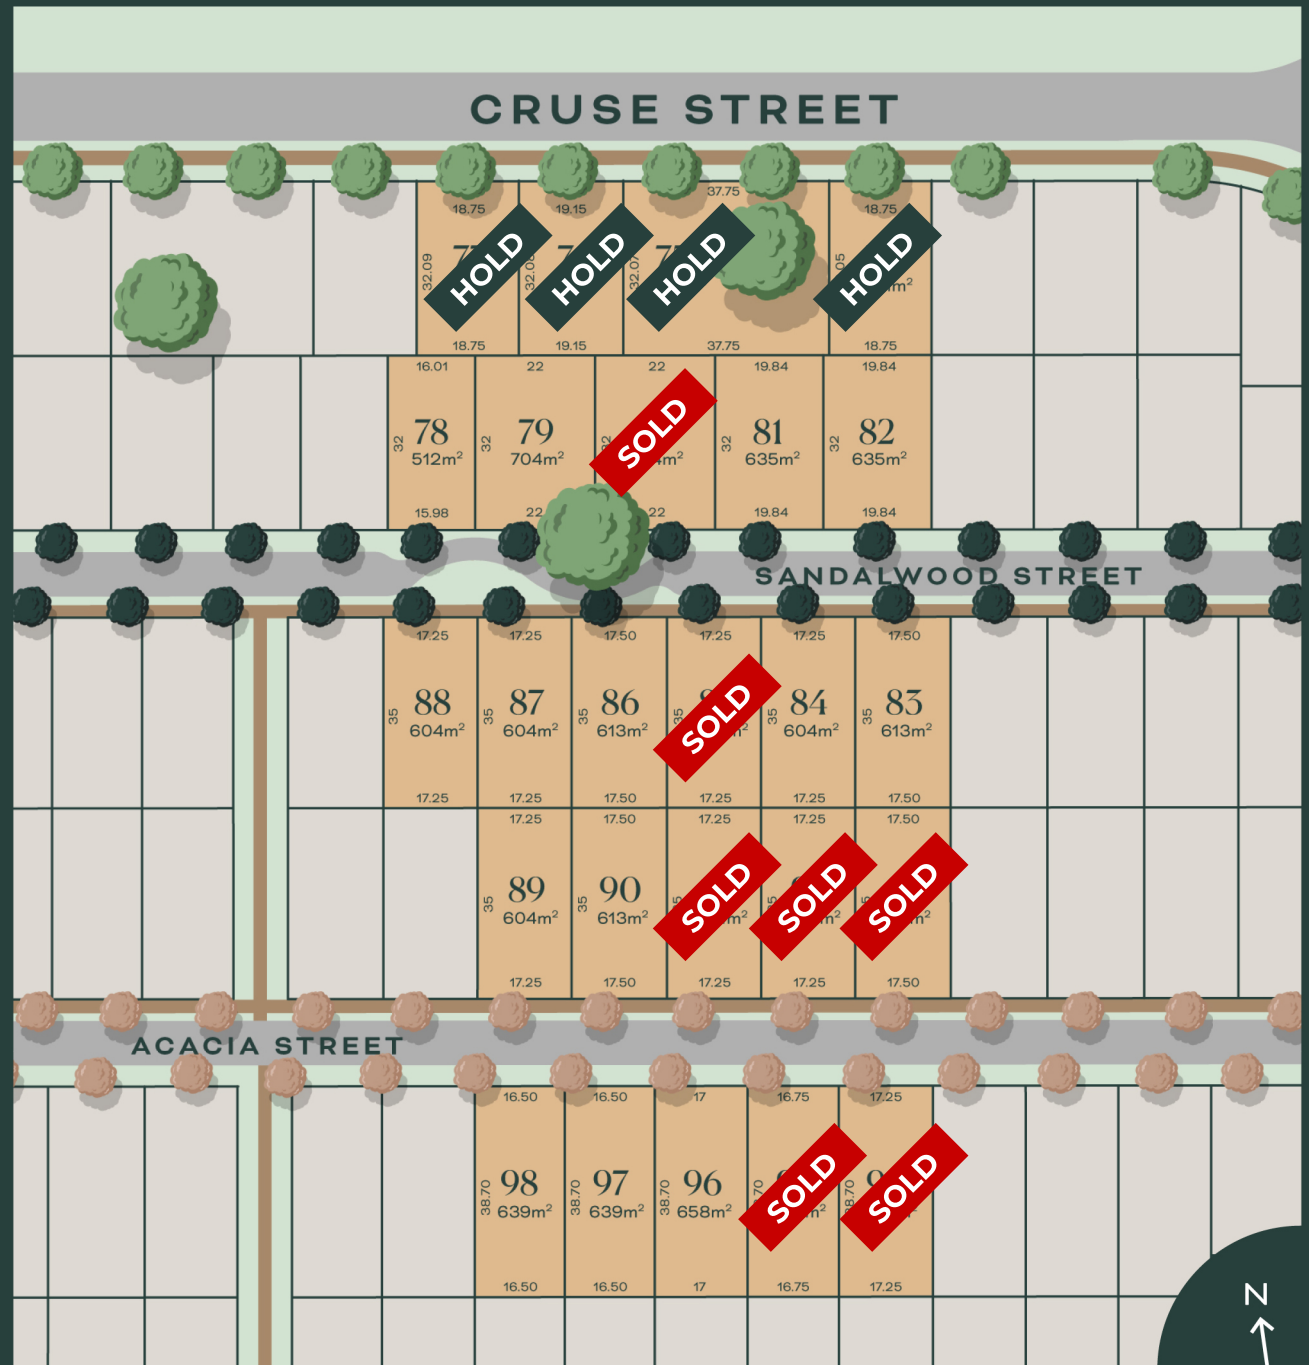 CRUSE STREET
37.75
18.75 19.15 18.75
32.09
HOLD HOLD HOLD HOLD
18.75 19.15 37.75 18.75
16.01 22 22 19.84 19.84
SOLD
78 79 81 82
32 32 32 32
512m² 704m² 635m² 635m²
15.98 22 22 19.84 19.84
SANDALWOOD STREET
17.25 17.25 17.50 17.25 17.25 17.50
88 87 86 SOLD 84 83
35 35 35 35 35 35
604m² 604m² 613m² 604m² 613m²
17.25 17.25 17.50 17.25 17.25 17.50
17.25 17.50 17.25 17.25 17.50
89 90 SOLD SOLD SOLD
35 35
604m² 613m²
17.25 17.50 17.25 17.25 17.50
ACACIA STREET
16.50 16.50 17 16.75 17.25
98 97 96 SOLD SOLD
38.70 38.70 38.70
639m² 639m² 658m²
16.50 16.50 17 16.75 17.25
N